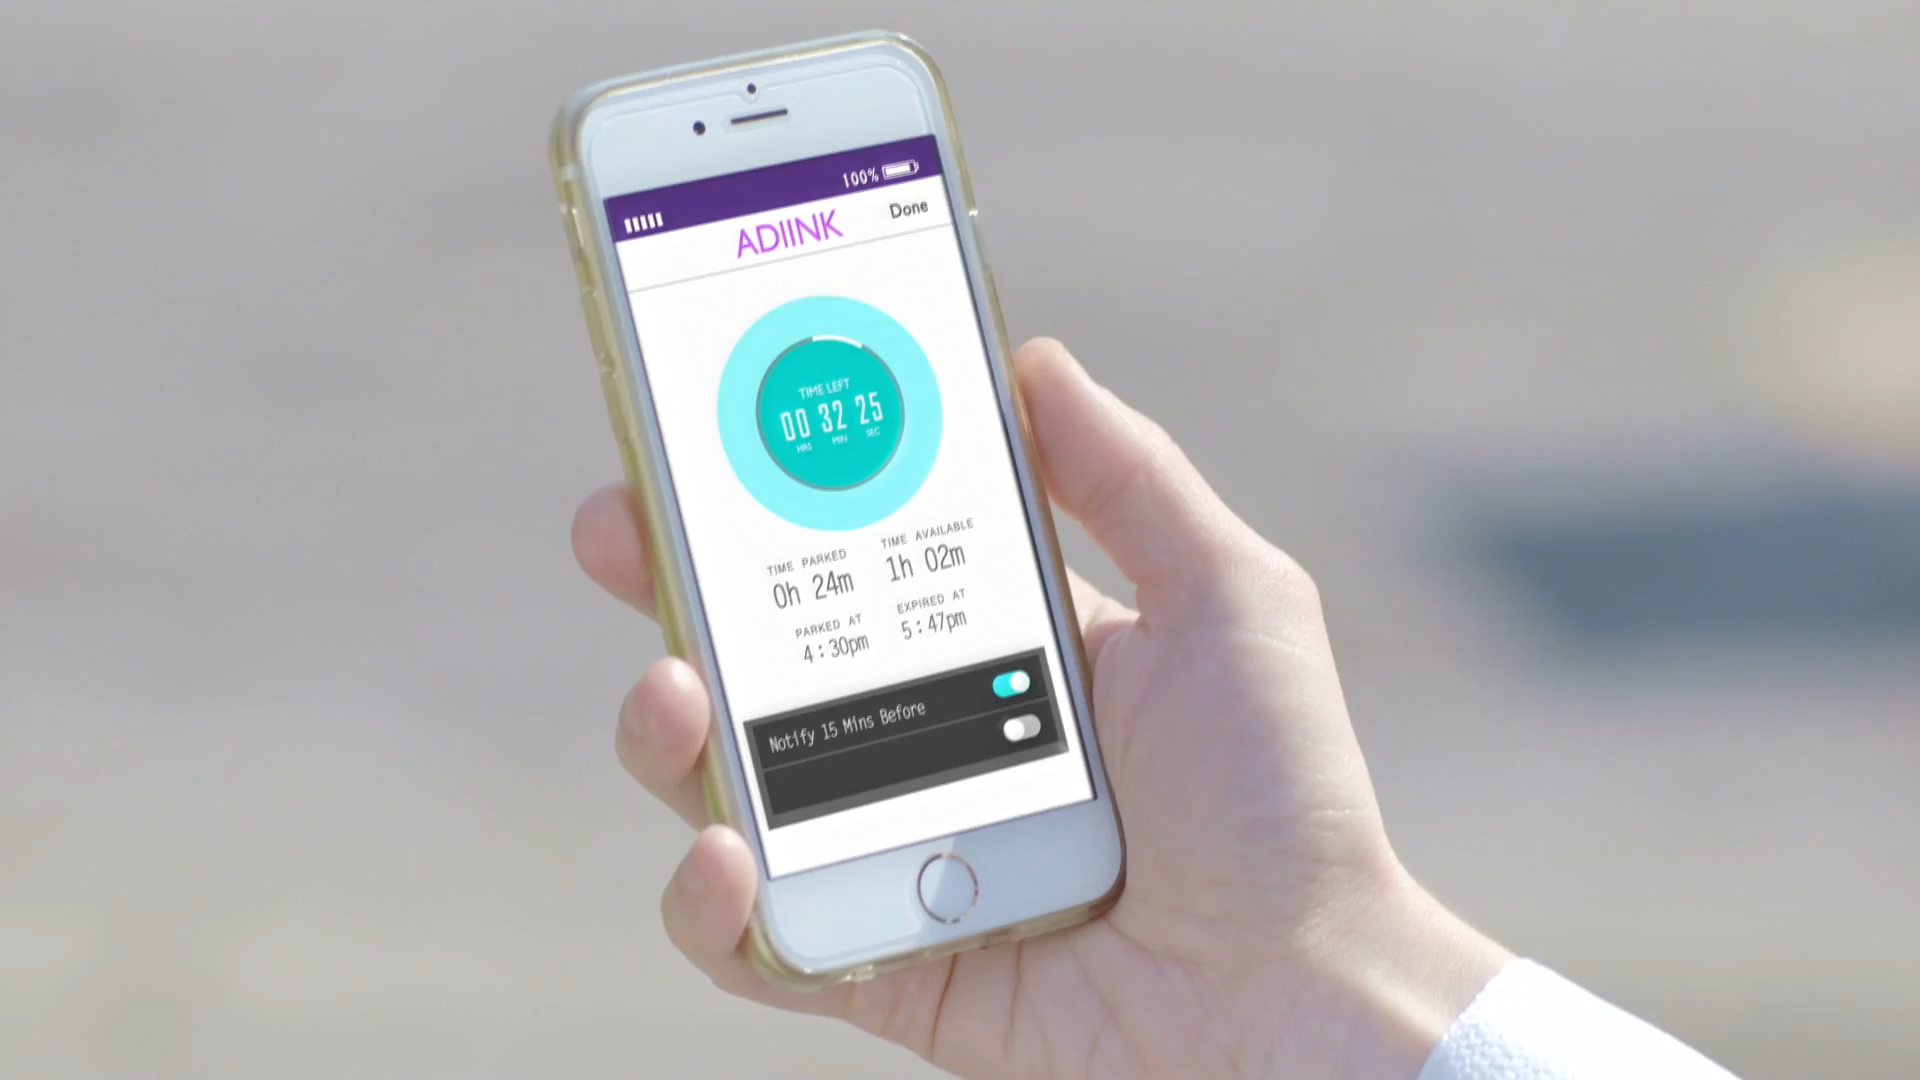 100%
ADIINK
Done
TIME LEFT
00 32 25
HRS MIN SEC
TIME PARKED
0h 24m
TIME AVAILABLE
1h 02m
PARKED AT
4:30pm
EXPIRED AT
5:47pm
Notify 15 Mins Before